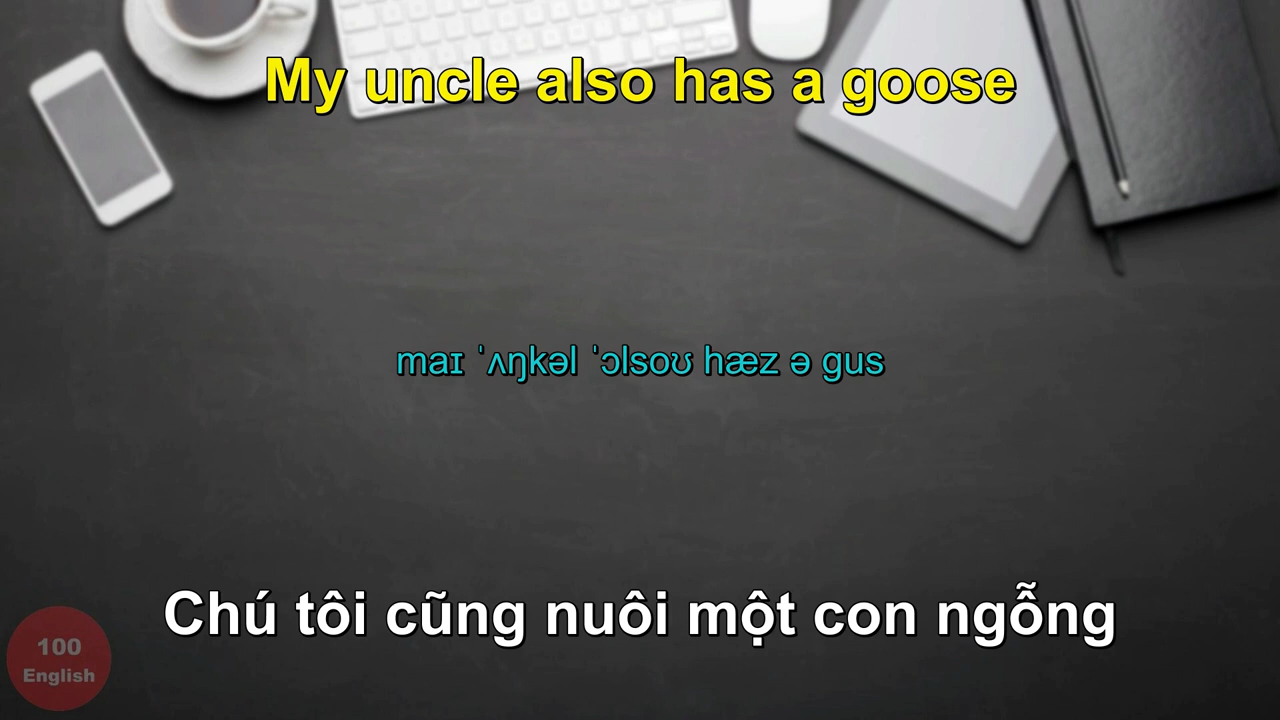 My uncle also has a goose
maɪ ˈʌŋkəl ˈɔlsoʊ hæz ə gus
Chú tôi cũng nuôi một con ngỗng
100
English